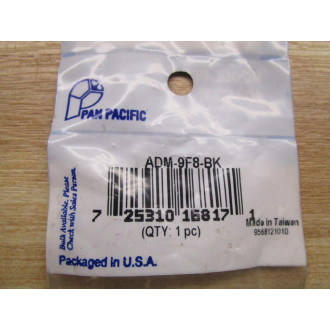 PAN PACIFIC
ADM-9F8-BK
7 25310 16817 1
(QTY: 1 pc)
Made in Taiwan
9568121010
Bulk Available, Please
Check with Sales Person
Packaged in U.S.A.